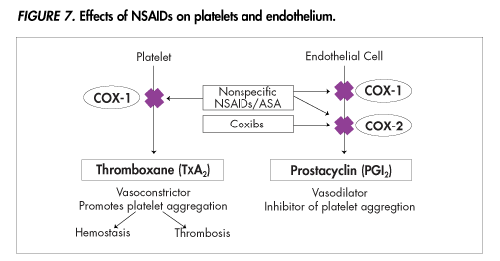 FIGURE 7. Effects of NSAIDs on platelets and endothelium.
Platelet
Endothelial Cell
COX-1
Nonspecific
NSAIDs/ASA
COX-1
Coxibs
COX-2
Thromboxane (TxA₂)
Prostacyclin (PGI₂)
Vasoconstrictor
Promotes platelet aggregation
Vasodilator
Inhibitor of platelet aggregtion
Hemostasis
Thrombosis